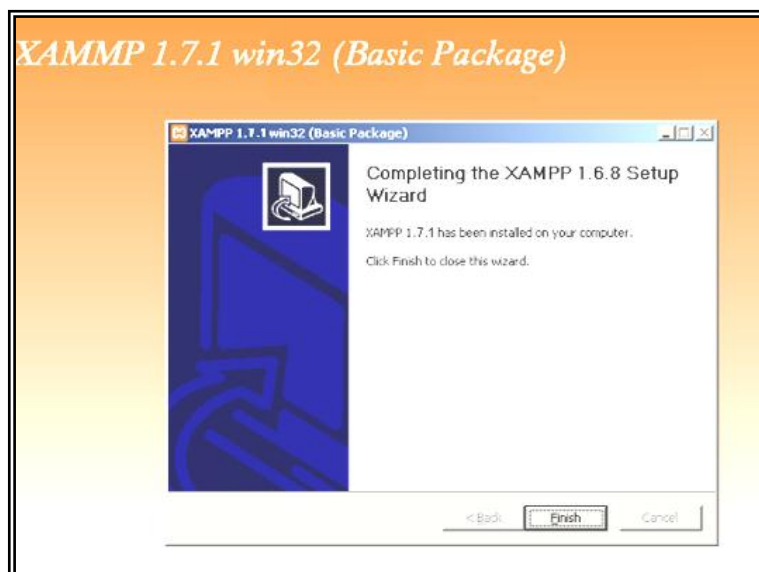 XAMMP 1.7.1 win32 (Basic Package)
XAMPP 1.7.1 win32 (Basic Package)
Completing the XAMPP 1.6.8 Setup
Wizard
XAMPP 1.7.1 has been installed on your computer.
Click Finish to close this wizard.
< Back
Finish
Cancel